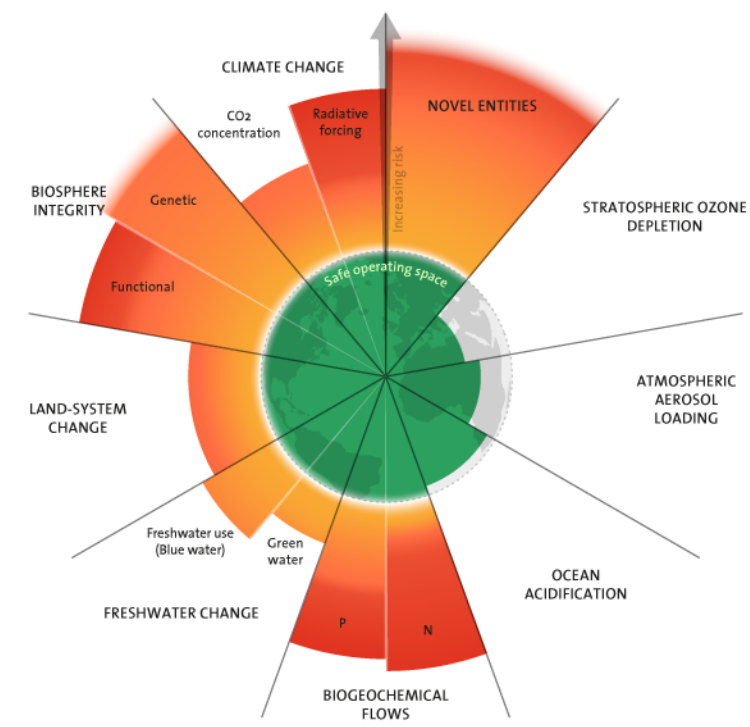 CLIMATE CHANGE
CO2
concentration
Radiative
forcing
NOVEL ENTITIES
Increasing risk
BIOSPHERE
INTEGRITY
Genetic
Functional
STRATOSPHERIC OZONE
DEPLETION
Safe operating space
LAND-SYSTEM
CHANGE
ATMOSPHERIC
AEROSOL
LOADING
Freshwater use
(Blue water)
Green
water
FRESHWATER CHANGE
P
N
OCEAN
ACIDIFICATION
BIOGEOCHEMICAL
FLOWS